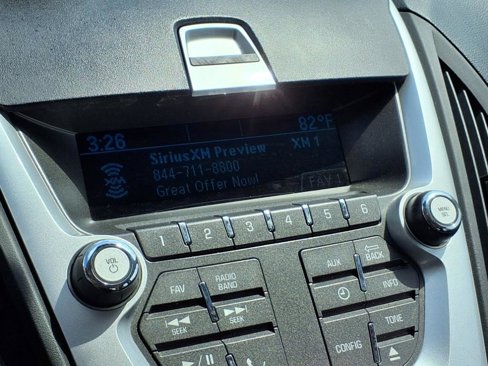 3:26
82°F
SiriusXM Preview
XM 1
844-711-8800
Great Offer Now!
FAV 1
1 2 3 4 5 6
VOL
MENU
SEL
FAV
RADIO
BAND
AUX
BACK
SEEK
SEEK
INFO
CONFIG
TONE